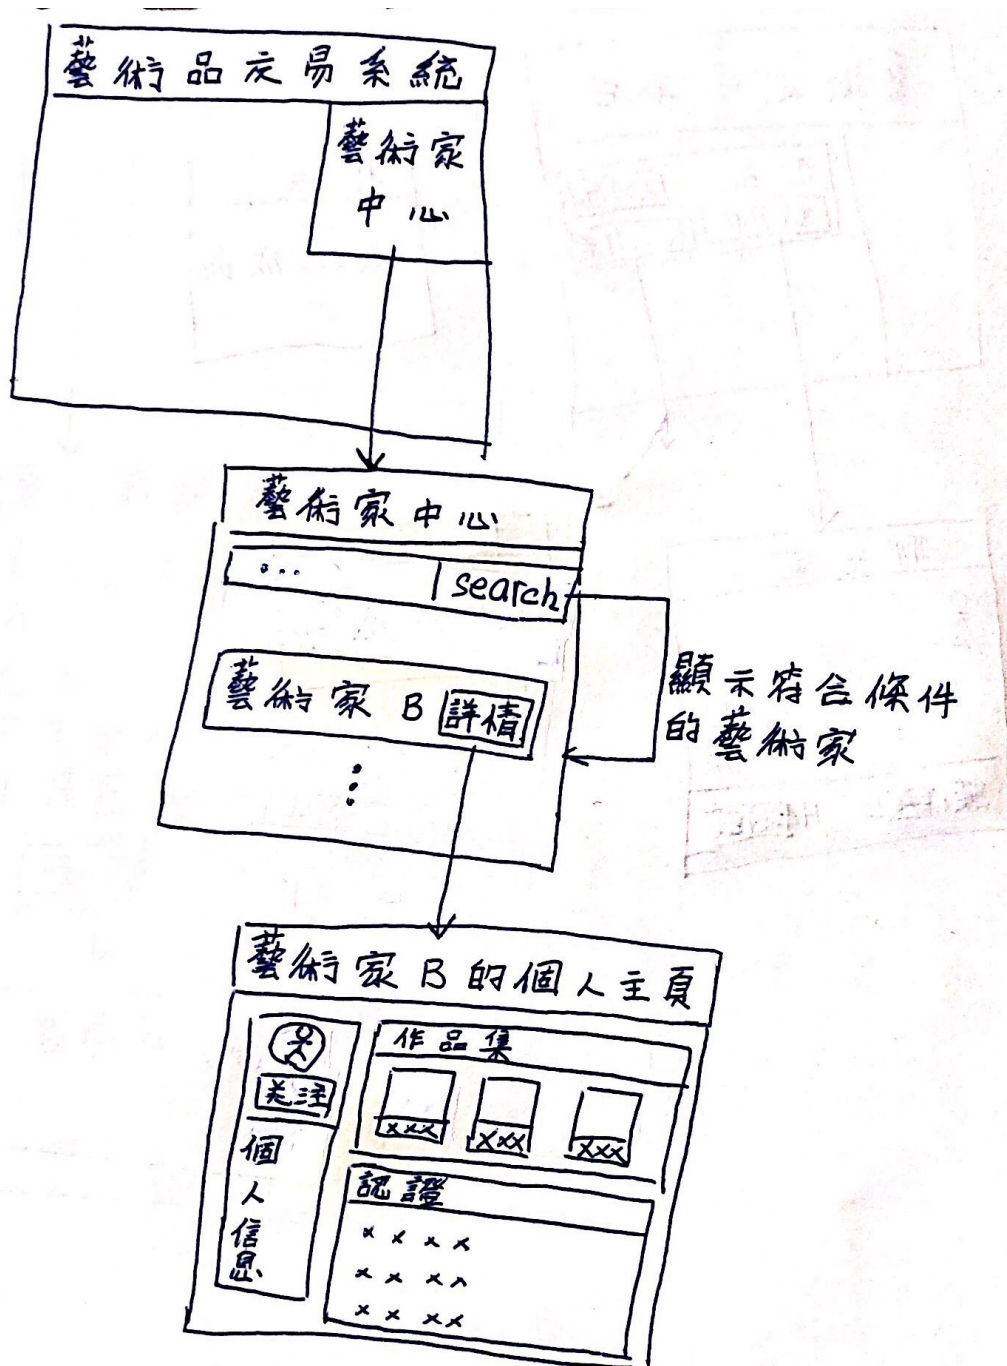 藝術品交易系統
藝術家
中心
藝術家中心
... search
藝術家 B 詳情
顯示符合條件
的藝術家
藝術家B的個人主頁
关注
作品集
xxx xxx xxx
個
人
信
息
認證
x x x x
x x x x
x x x x